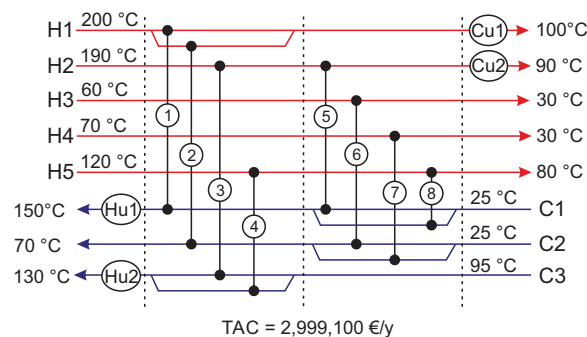 H1 200 °C Cu1 100°C
H2 190 °C Cu2 90 °C
H3 60 °C 30 °C
1 5
H4 70 °C 30 °C
2 6
H5 120 °C 80 °C
3 7 8
150°C Hu1 4 25 °C C1
70 °C 25 °C C2
130 °C Hu2 95 °C C3
TAC = 2,999,100 €/y